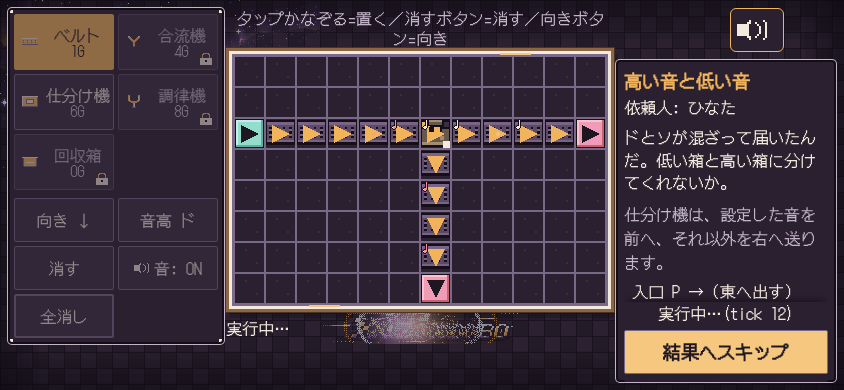 タップかなぞる=置く／消すボタン=消す／向きボタ
ン=向き
ベルト
1G
合流機
4G
仕分け機
6G
調律機
8G
回収箱
0G
向き ↓
音高 ド
消す
音: ON
全消し
実行中…
高い音と低い音
依頼人: ひなた
ドとソが混ざって届いたん
だ。低い箱と高い箱に分け
てくれないか。
仕分け機は、設定した音を
前へ、それ以外を右へ送り
ます。
入口 P → (東へ出す)
実行中…(tick 12)
結果へスキップ